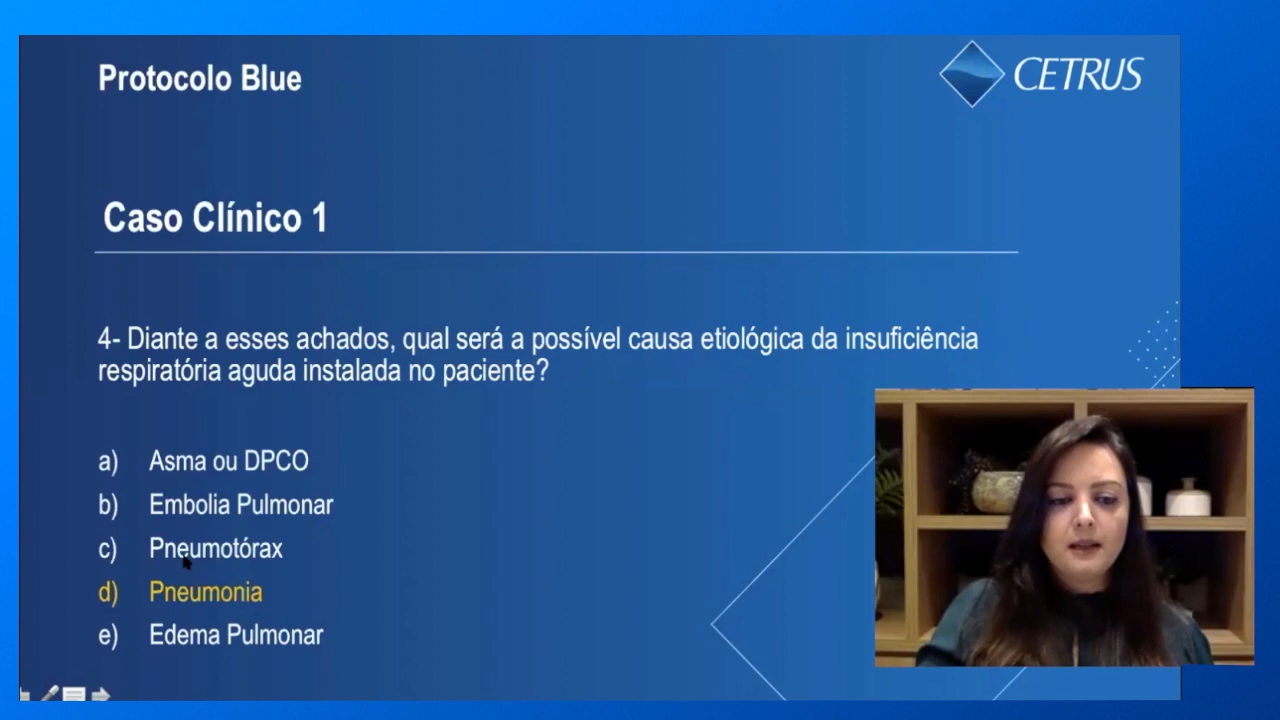 Protocolo Blue
CETRUS
Caso Clínico 1
4- Diante a esses achados, qual será a possível causa etiológica da insuficiência
respiratória aguda instalada no paciente?
a) Asma ou DPCO
b) Embolia Pulmonar
c) Pneumotórax
d) Pneumonia
e) Edema Pulmonar